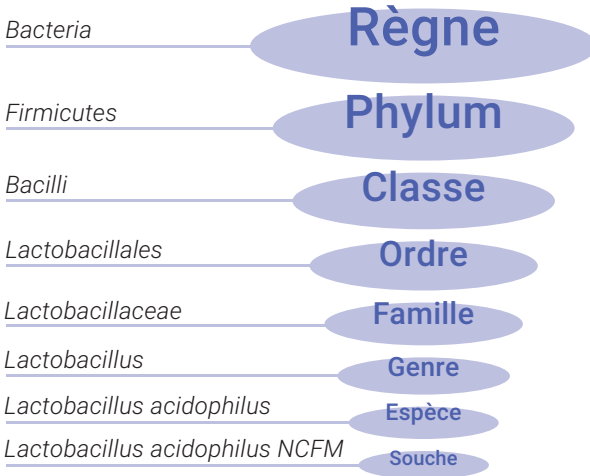 Bacteria Règne
Firmicutes Phylum
Bacilli Classe
Lactobacillales Ordre
Lactobacillaceae Famille
Lactobacillus Genre
Lactobacillus acidophilus Espèce
Lactobacillus acidophilus NCFM Souche